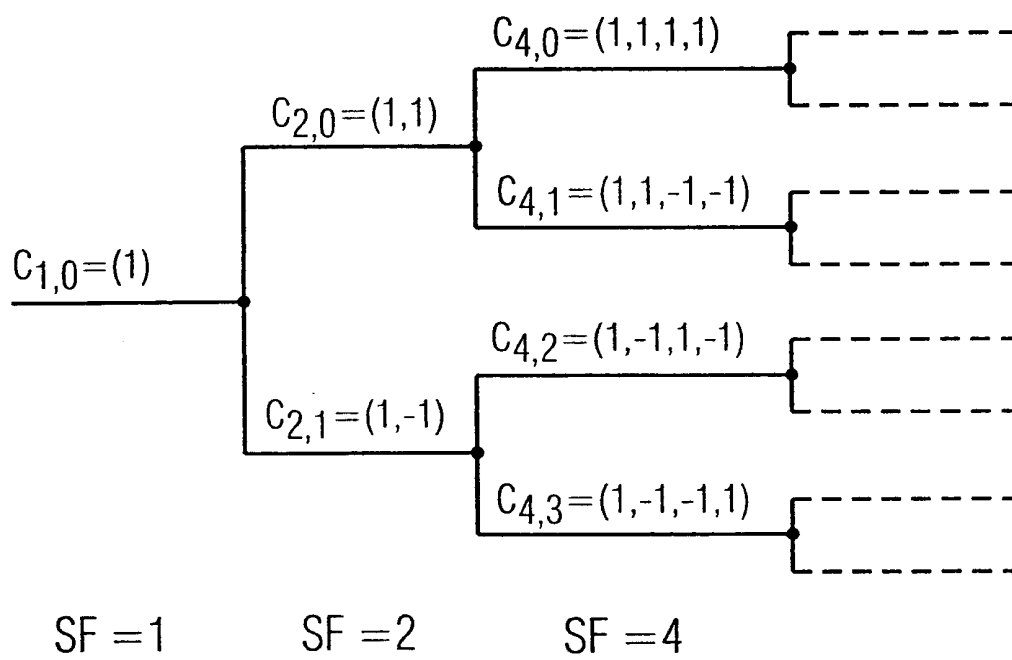 C4,0=(1,1,1,1)
C2,0=(1,1)
C4,1=(1,1,-1,-1)
C1,0=(1)
C4,2=(1,-1,1,-1)
C2,1=(1,-1)
C4,3=(1,-1,-1,1)
SF =1 SF =2 SF =4